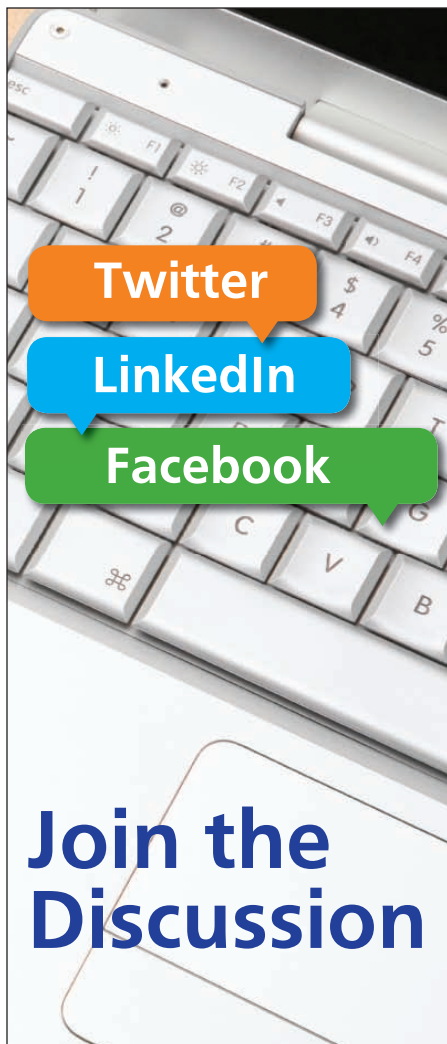 esc
F1
F2
F3
F4
!
1
@
2
#
$
4
%
5
Twitter
LinkedIn
T
Facebook
G
C
V
B
⌘
Join the
Discussion